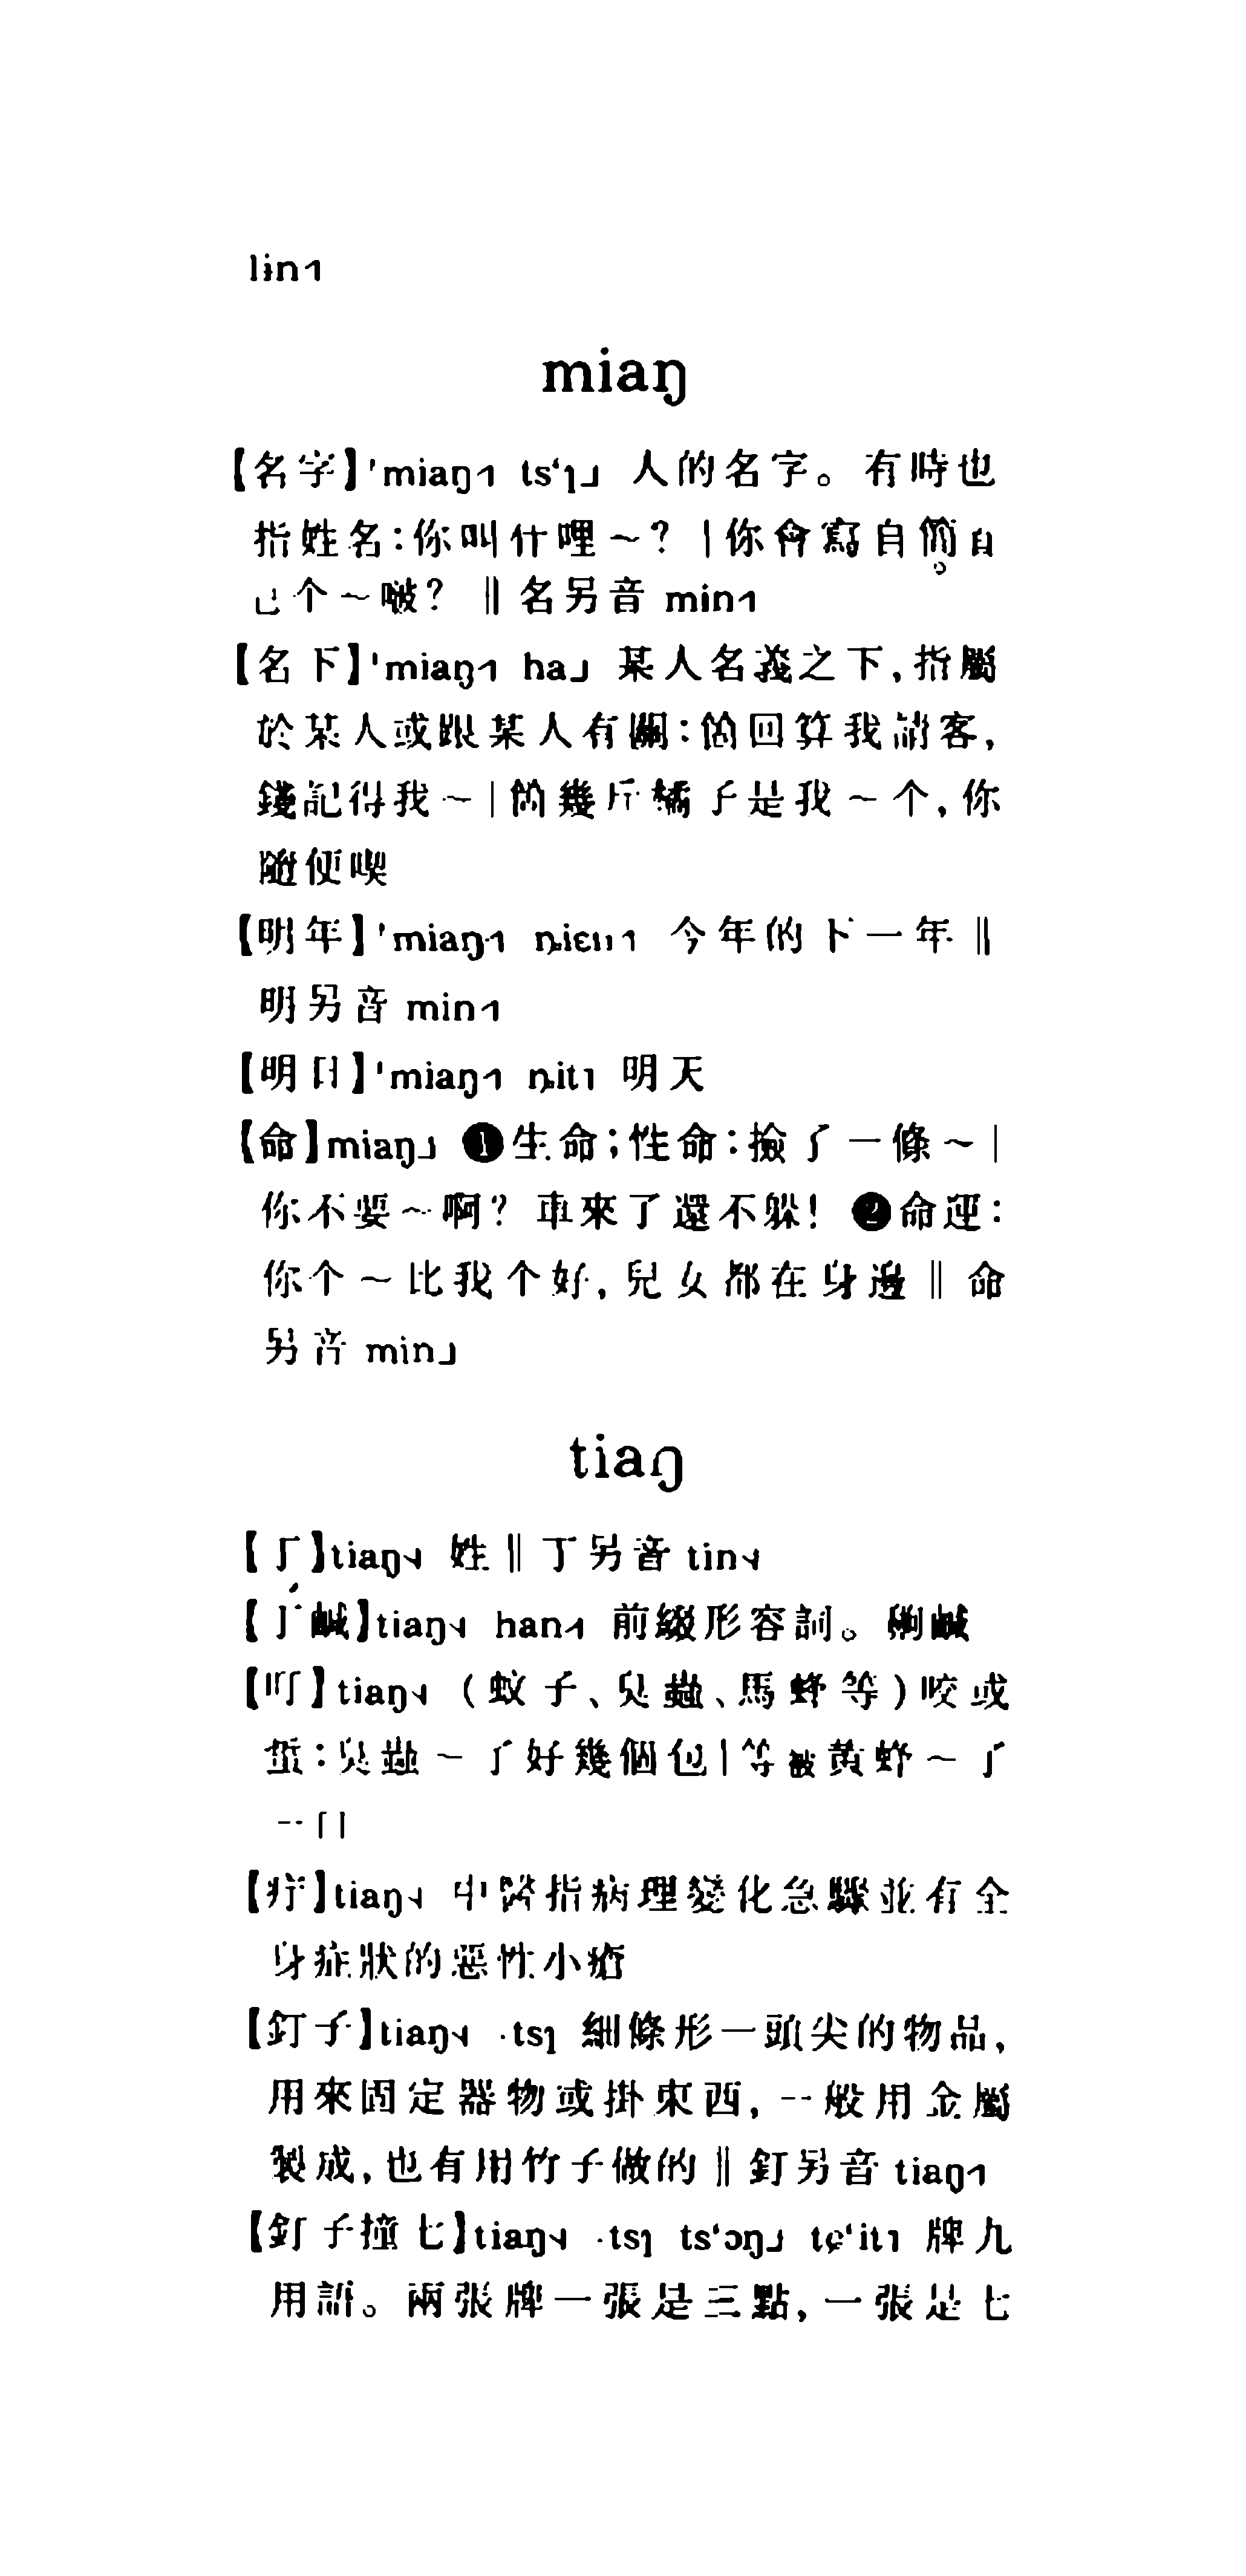 lin˧˥
miaŋ
【名字】ˈmiaŋ˧˥ tsʻɿ˩ 人的名字。有時也
指姓名：你叫什哩～？｜你會寫自箇自
己个～啵？‖名另音 min˧˥
【名下】ˈmiaŋ˧˥ ha˩ 某人名義之下，指屬
於某人或跟某人有關：箇回算我請客，
錢記得我～｜箇幾斤橘子是我～个，你
隨便喫
【明年】ˈmiaŋ˧˥ ȵiɛn˧˥ 今年的下一年‖
明另音 min˧˥
【明日】ˈmiaŋ˧˥ ȵit˥ 明天
【命】miaŋ˩ ❶生命；性命：撿了一條～｜
你不要～啊？車來了還不躲！❷命運：
你个～比我个好，兒女都在身邊‖命
另音 min˩
tiaŋ
【丁】tiaŋ˦˨ 姓‖丁另音 tin˦˨
【丁鹹】tiaŋ˦˨ han˧˥ 前綴形容詞。鹹
【叮】tiaŋ˦˨ （蚊子、臭蟲、馬蜂等）咬或
蜇：臭蟲～了好幾個包｜等被黃蜂～了
一口
【疔】tiaŋ˦˨ 中醫指病理變化急驟並有全
身症狀的惡性小瘡
【釘子】tiaŋ˦˨ ·tsɿ 細條形一頭尖的物品，
用來固定器物或掛東西，一般用金屬
製成，也有用竹子做的‖釘另音 tiaŋ˧˥
【釘子撞七】tiaŋ˦˨ ·tsɿ tsʻɔŋ˩ tɕʻit˥ 牌九
用語。兩張牌一張是三點，一張是七